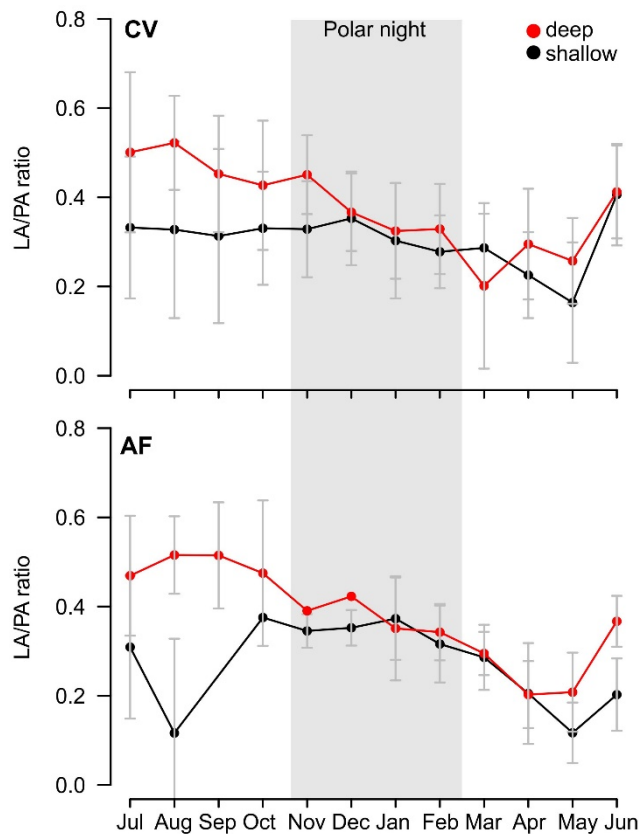 CV
Polar night
deep
shallow
0.8
0.6
0.4
0.2
0.0
LA/PA ratio
AF
0.8
0.6
0.4
0.2
0.0
LA/PA ratio
Jul Aug Sep Oct Nov Dec Jan Feb Mar Apr May Jun